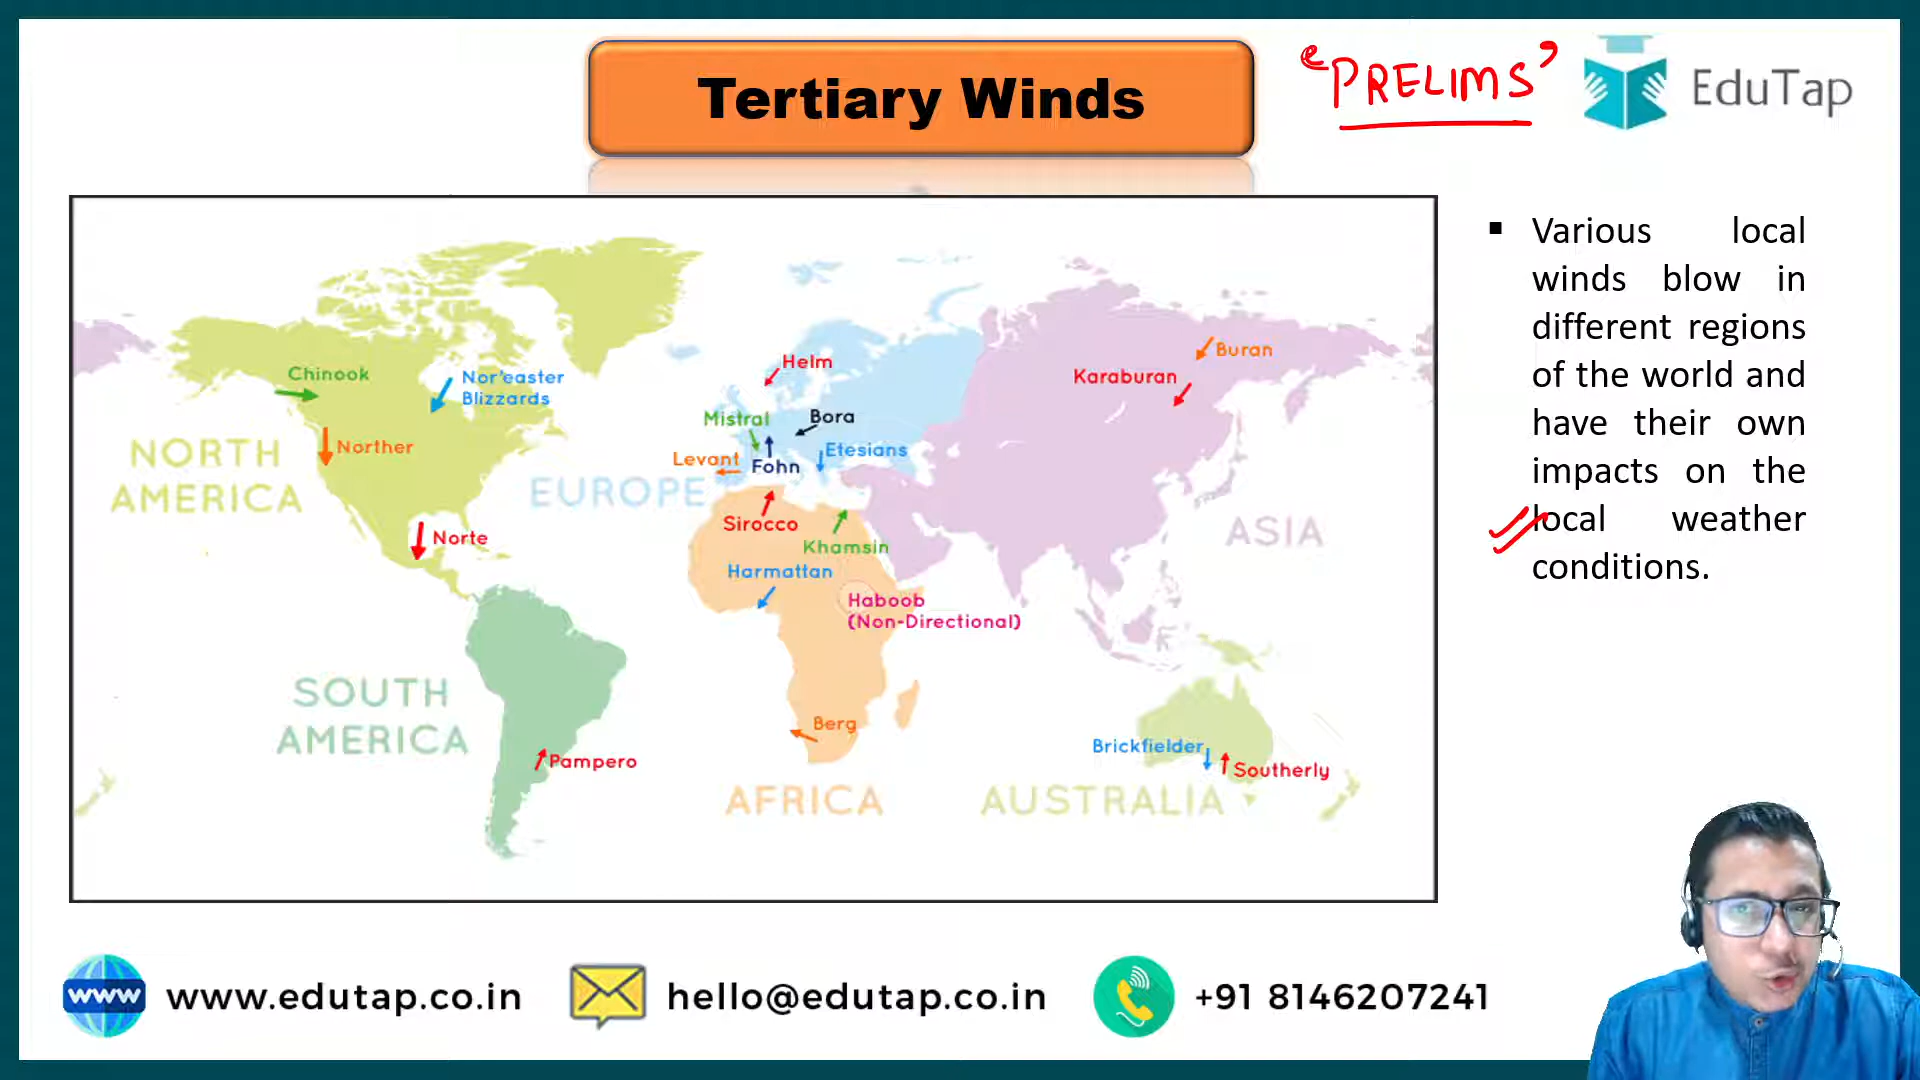 Tertiary Winds
"PRELIMS"
EduTap
Various local
winds blow in
different regions
of the world and
have their own
impacts on the
local weather
conditions.
Chinook
Nor'easter
Blizzards
Norther
NORTH
AMERICA
Norte
SOUTH
AMERICA
Pampero
Helm
Mistral
Bora
Levant
Fohn
Etesians
EUROPE
Sirocco
Khamsin
Harmattan
Haboob
(Non-Directional)
Berg
AFRICA
Buran
Karaburan
ASIA
Brickfielder
Southerly
AUSTRALIA
www
www.edutap.co.in
hello@edutap.co.in
+91 8146207241